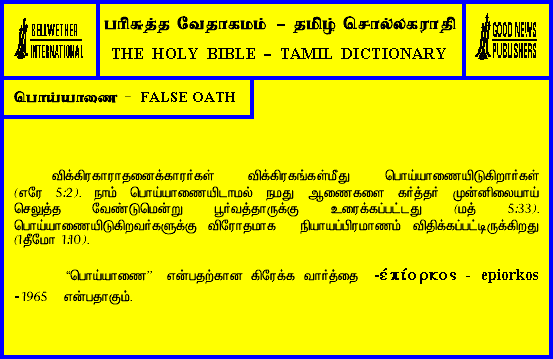 BELLWETHER
INTERNATIONAL
பரிசுத்த வேதாகமம் - தமிழ் சொல்லகராதி
THE HOLY BIBLE - TAMIL DICTIONARY
GOOD NEWS
PUBLISHERS
பொய்யாணை - FALSE OATH
விக்கிரகாராதனைக்காரர்கள் விக்கிரகங்கள்மீது பொய்யாணையிடுகிறார்கள்
(எரே 5:2). நாம் பொய்யாணையிடாமல் நமது ஆணைகளை கர்த்தர் முன்னிலையாய்
செலுத்த வேண்டுமென்று பூர்வத்தாருக்கு உரைக்கப்பட்டது (மத் 5:33).
பொய்யாணையிடுகிறவர்களுக்கு விரோதமாக நியாயப்பிரமாணம் விதிக்கப்பட்டிருக்கிறது
(1தீமோ 1:10).
“பொய்யாணை” என்பதற்கான கிரேக்க வார்த்தை -ἐπίορκος - epiorkos
-1965 என்பதாகும்.